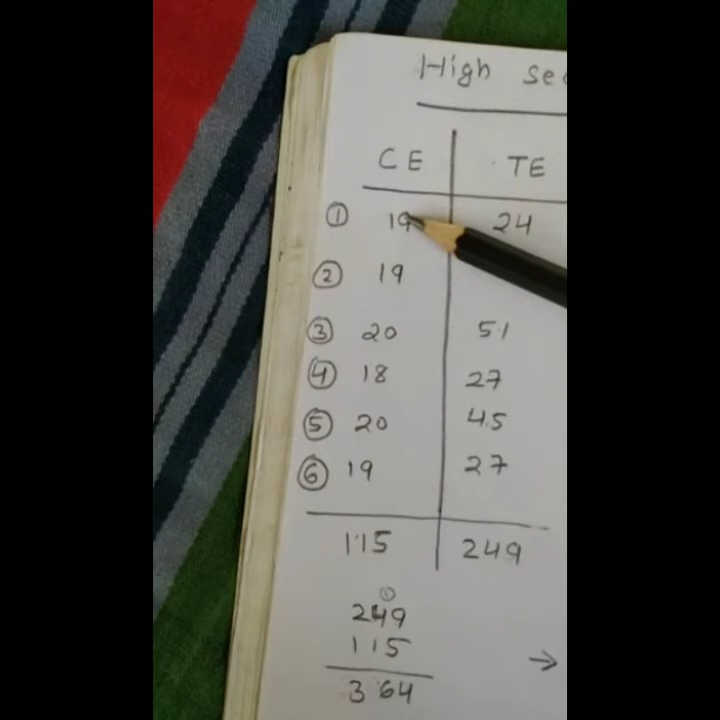 High
CE TE
① 19 24
② 19
③ 20 51
④ 18 27
⑤ 20 45
⑥ 19 27
115 249
①
249
115
364 →